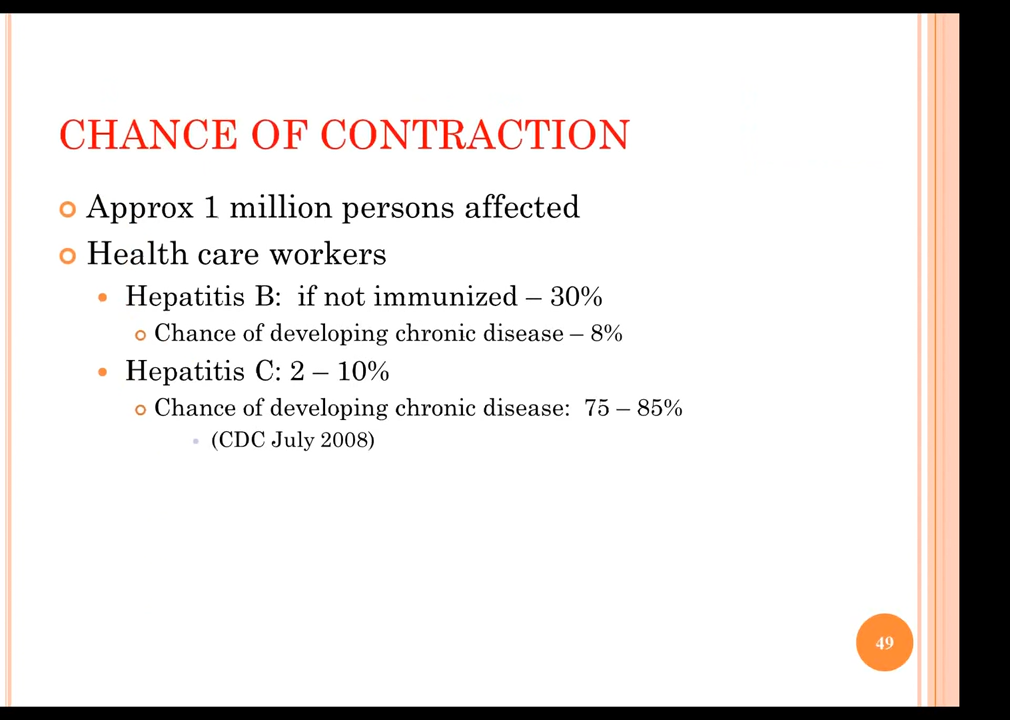 CHANCE OF CONTRACTION
Approx 1 million persons affected
Health care workers
Hepatitis B:  if not immunized – 30%
Chance of developing chronic disease – 8%
Hepatitis C: 2 – 10%
Chance of developing chronic disease:  75 – 85%
(CDC July 2008)
49